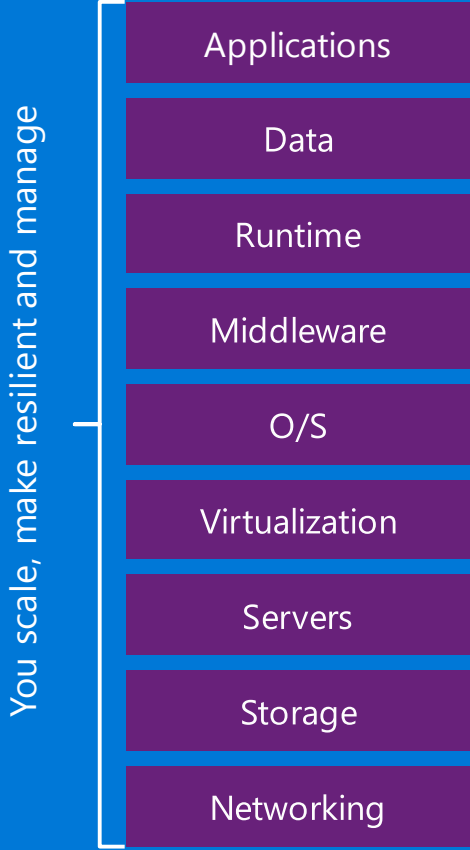 You scale, make resilient and manage
Applications
Data
Runtime
Middleware
O/S
Virtualization
Servers
Storage
Networking